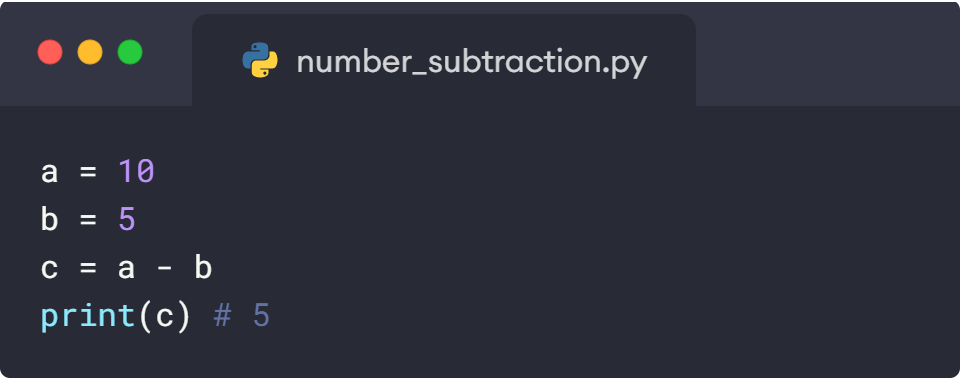 number_subtraction.py
a = 10
b = 5
c = a - b
print(c) # 5